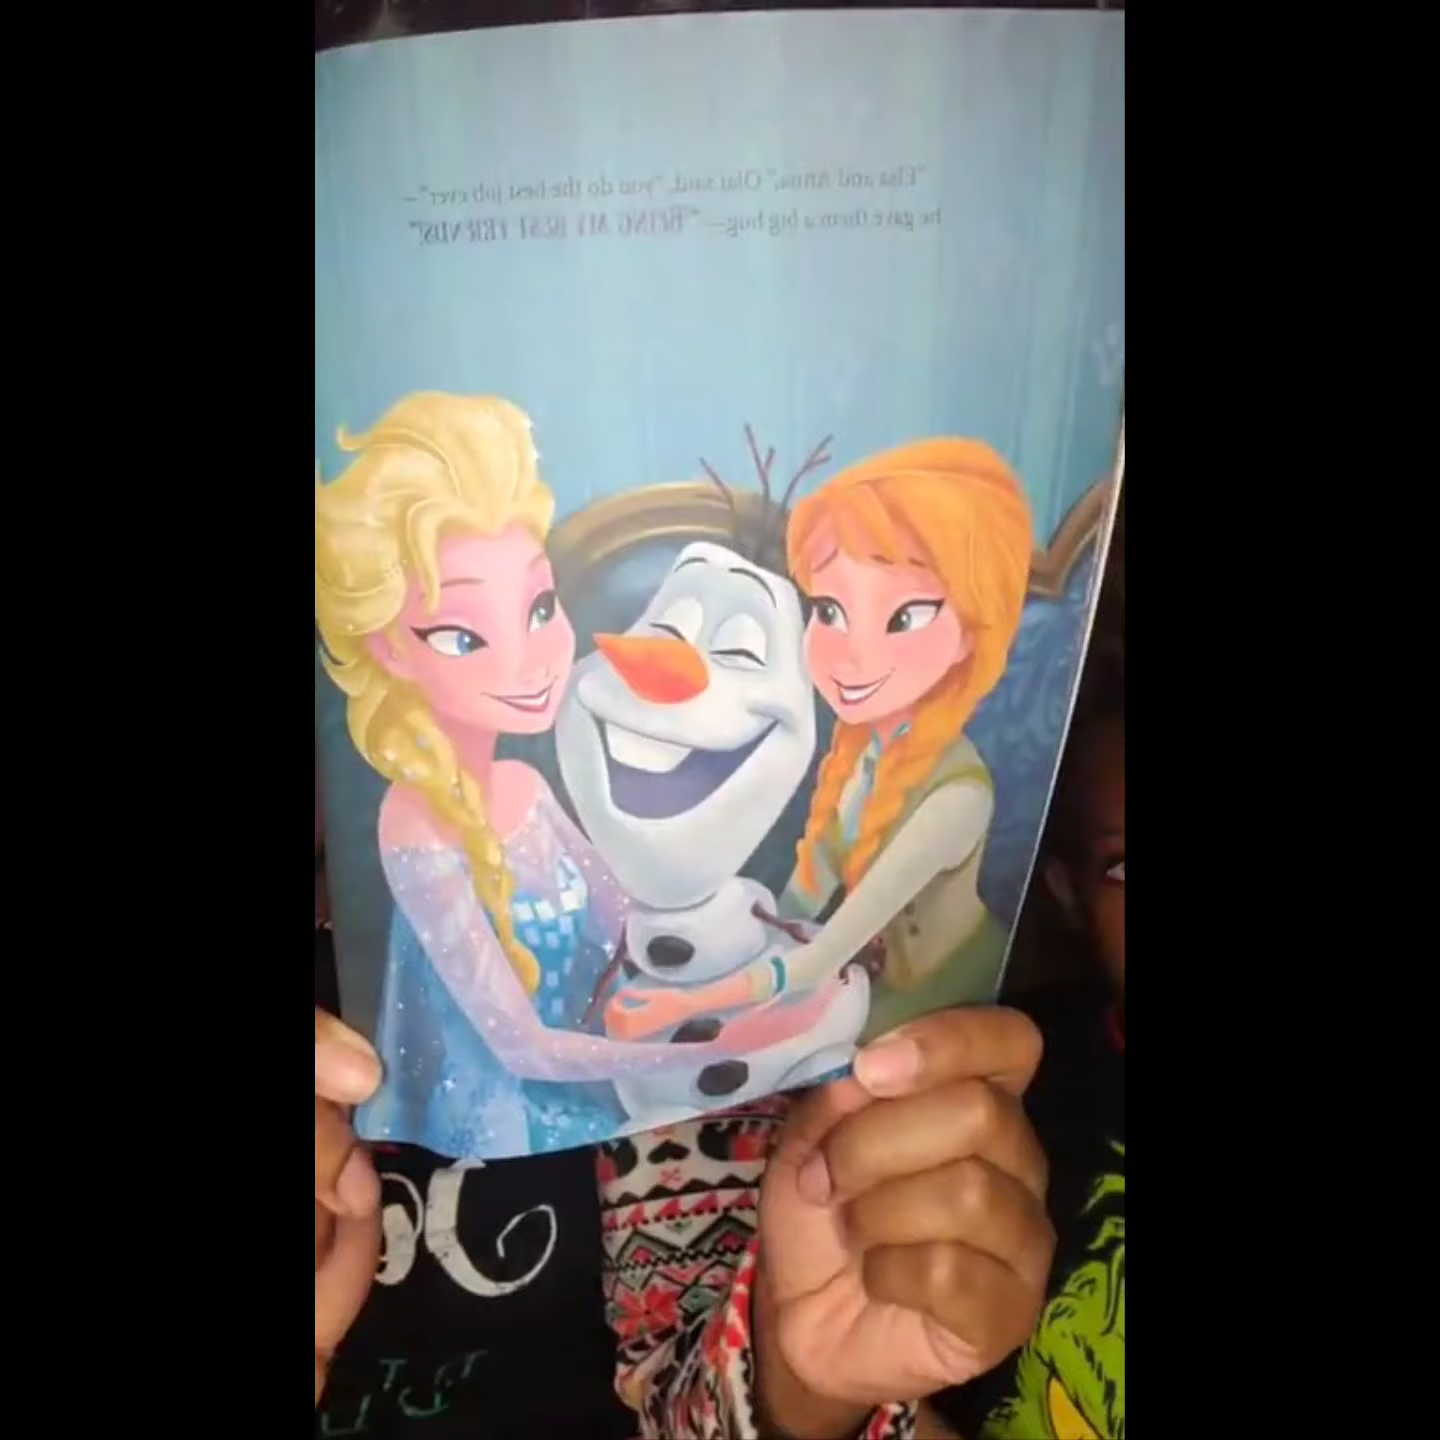 "Elsa and Anna," Olaf said, "you do the best job ever"—
he gave them a big hug—"BEING MY BEST FRIENDS!"